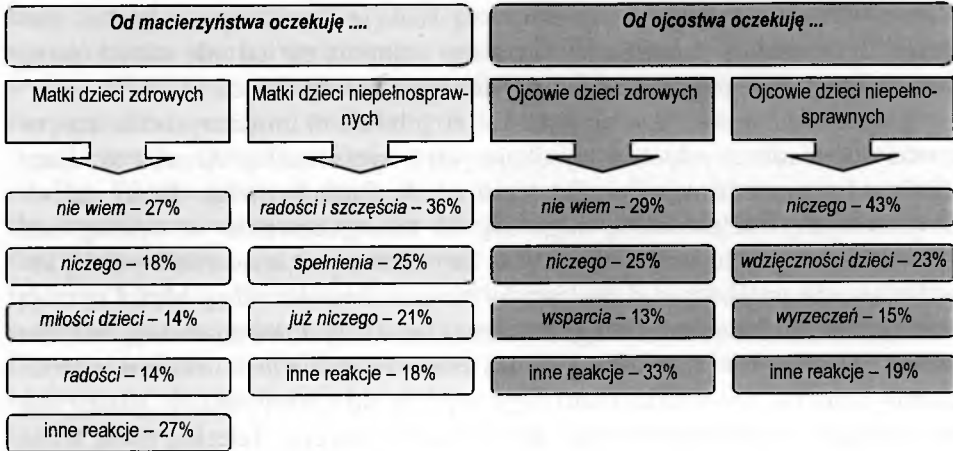 Od macierzyństwa oczekuję ....
Od ojcostwa oczekuję ...
Matki dzieci zdrowych
Matki dzieci niepełnospraw-
nych
Ojcowie dzieci zdrowych
Ojcowie dzieci niepełno-
sprawnych
nie wiem – 27%
radości i szczęścia – 36%
nie wiem – 29%
niczego – 43%
niczego - 18%
spełnienia – 25%
niczego – 25%
wdzięczności dzieci – 23%
miłości dzieci – 14%
już niczego – 21%
wsparcia – 13%
wyrzeczeń – 15%
radości – 14%
inne reakcje – 18%
inne reakcje – 33%
inne reakcje – 19%
inne reakcje – 27%